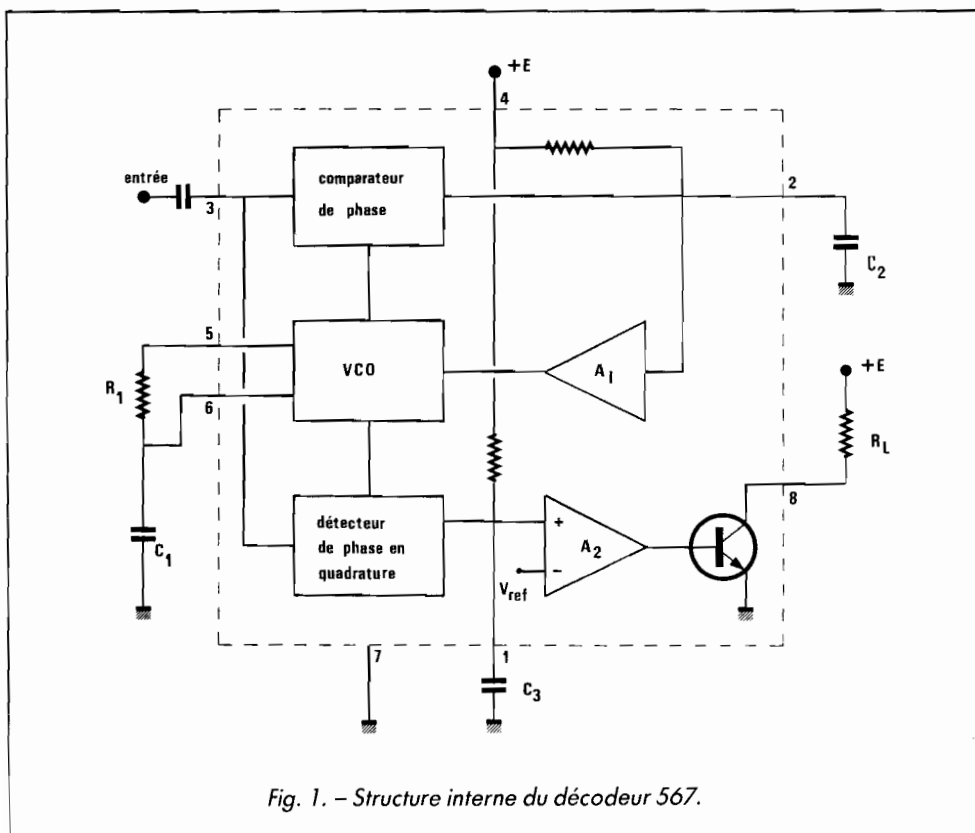 +E
4
entrée
3
comparateur
de phase
2
C2
5
R1
6
VCO
A1
+E
RL
8
C1
détecteur
de phase en
quadrature
+
A2
−
Vref
7
1
C3
Fig. 1. – Structure interne du décodeur 567.